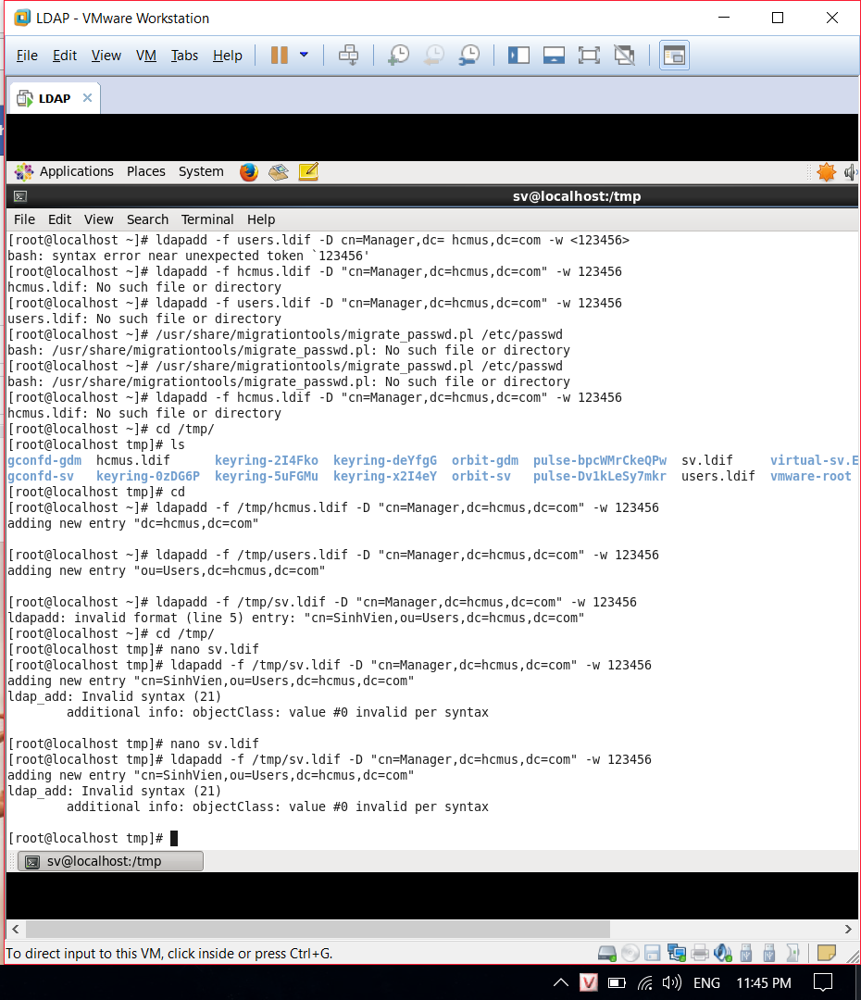 LDAP - VMware Workstation
File Edit View VM Tabs Help
LDAP
Applications Places System
sv@localhost:/tmp
File Edit View Search Terminal Help
[root@localhost ~]# ldapadd -f users.ldif -D cn=Manager,dc= hcmus,dc=com -w <123456>
bash: syntax error near unexpected token `123456'
[root@localhost ~]# ldapadd -f hcmus.ldif -D "cn=Manager,dc=hcmus,dc=com" -w 123456
hcmus.ldif: No such file or directory
[root@localhost ~]# ldapadd -f users.ldif -D "cn=Manager,dc=hcmus,dc=com" -w 123456
users.ldif: No such file or directory
[root@localhost ~]# /usr/share/migrationtools/migrate_passwd.pl /etc/passwd
bash: /usr/share/migrationtools/migrate_passwd.pl: No such file or directory
[root@localhost ~]# /usr/share/migrationtools/migrate_passwd.pl /etc/passwd
bash: /usr/share/migrationtools/migrate_passwd.pl: No such file or directory
[root@localhost ~]# ldapadd -f hcmus.ldif -D "cn=Manager,dc=hcmus,dc=com" -w 123456
hcmus.ldif: No such file or directory
[root@localhost ~]# cd /tmp/
[root@localhost tmp]# ls
gconfd-gdm hcmus.ldif keyring-2I4Fko keyring-deYfgG orbit-gdm pulse-bpcWMrCkeQPw sv.ldif virtual-sv.E
gconfd-sv keyring-0zDG6P keyring-5uFGMu keyring-x2I4eY orbit-sv pulse-Dv1kLeSy7mkr users.ldif vmware-root
[root@localhost tmp]# cd
[root@localhost ~]# ldapadd -f /tmp/hcmus.ldif -D "cn=Manager,dc=hcmus,dc=com" -w 123456
adding new entry "dc=hcmus,dc=com"
[root@localhost ~]# ldapadd -f /tmp/users.ldif -D "cn=Manager,dc=hcmus,dc=com" -w 123456
adding new entry "ou=Users,dc=hcmus,dc=com"
[root@localhost ~]# ldapadd -f /tmp/sv.ldif -D "cn=Manager,dc=hcmus,dc=com" -w 123456
ldapadd: invalid format (line 5) entry: "cn=SinhVien,ou=Users,dc=hcmus,dc=com"
[root@localhost ~]# cd /tmp/
[root@localhost tmp]# nano sv.ldif
[root@localhost tmp]# ldapadd -f /tmp/sv.ldif -D "cn=Manager,dc=hcmus,dc=com" -w 123456
adding new entry "cn=SinhVien,ou=Users,dc=hcmus,dc=com"
ldap_add: Invalid syntax (21)
additional info: objectClass: value #0 invalid per syntax
[root@localhost tmp]# nano sv.ldif
[root@localhost tmp]# ldapadd -f /tmp/sv.ldif -D "cn=Manager,dc=hcmus,dc=com" -w 123456
adding new entry "cn=SinhVien,ou=Users,dc=hcmus,dc=com"
ldap_add: Invalid syntax (21)
additional info: objectClass: value #0 invalid per syntax
[root@localhost tmp]#
sv@localhost:/tmp
To direct input to this VM, click inside or press Ctrl+G.
V ENG 11:45 PM